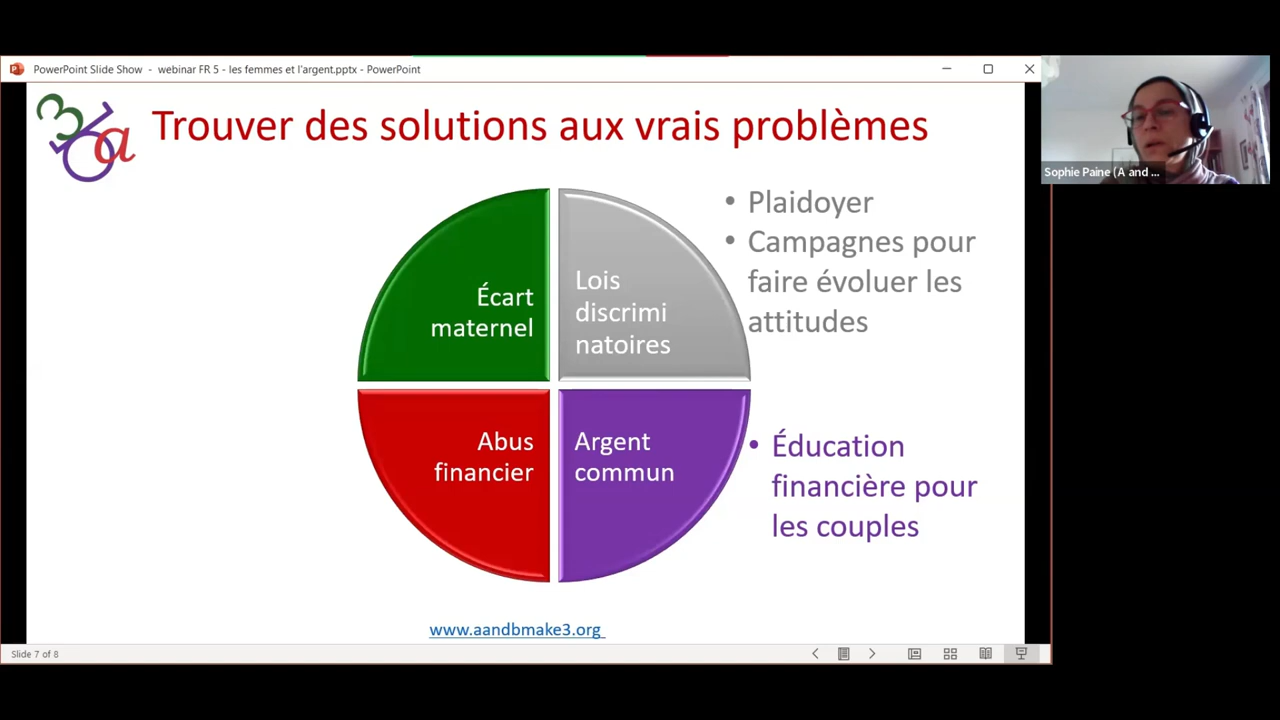 PowerPoint Slide Show - webinar FR 5 - les femmes et l'argent.pptx - PowerPoint
Trouver des solutions aux vrais problèmes
Écart
maternel
Lois
discrimi
natoires
• Plaidoyer
• Campagnes pour
faire évoluer les
attitudes
Abus
financier
Argent
commun
• Éducation
financière pour
les couples
www.aandbmake3.org
Slide 7 of 8
Sophie Paine (A and ...